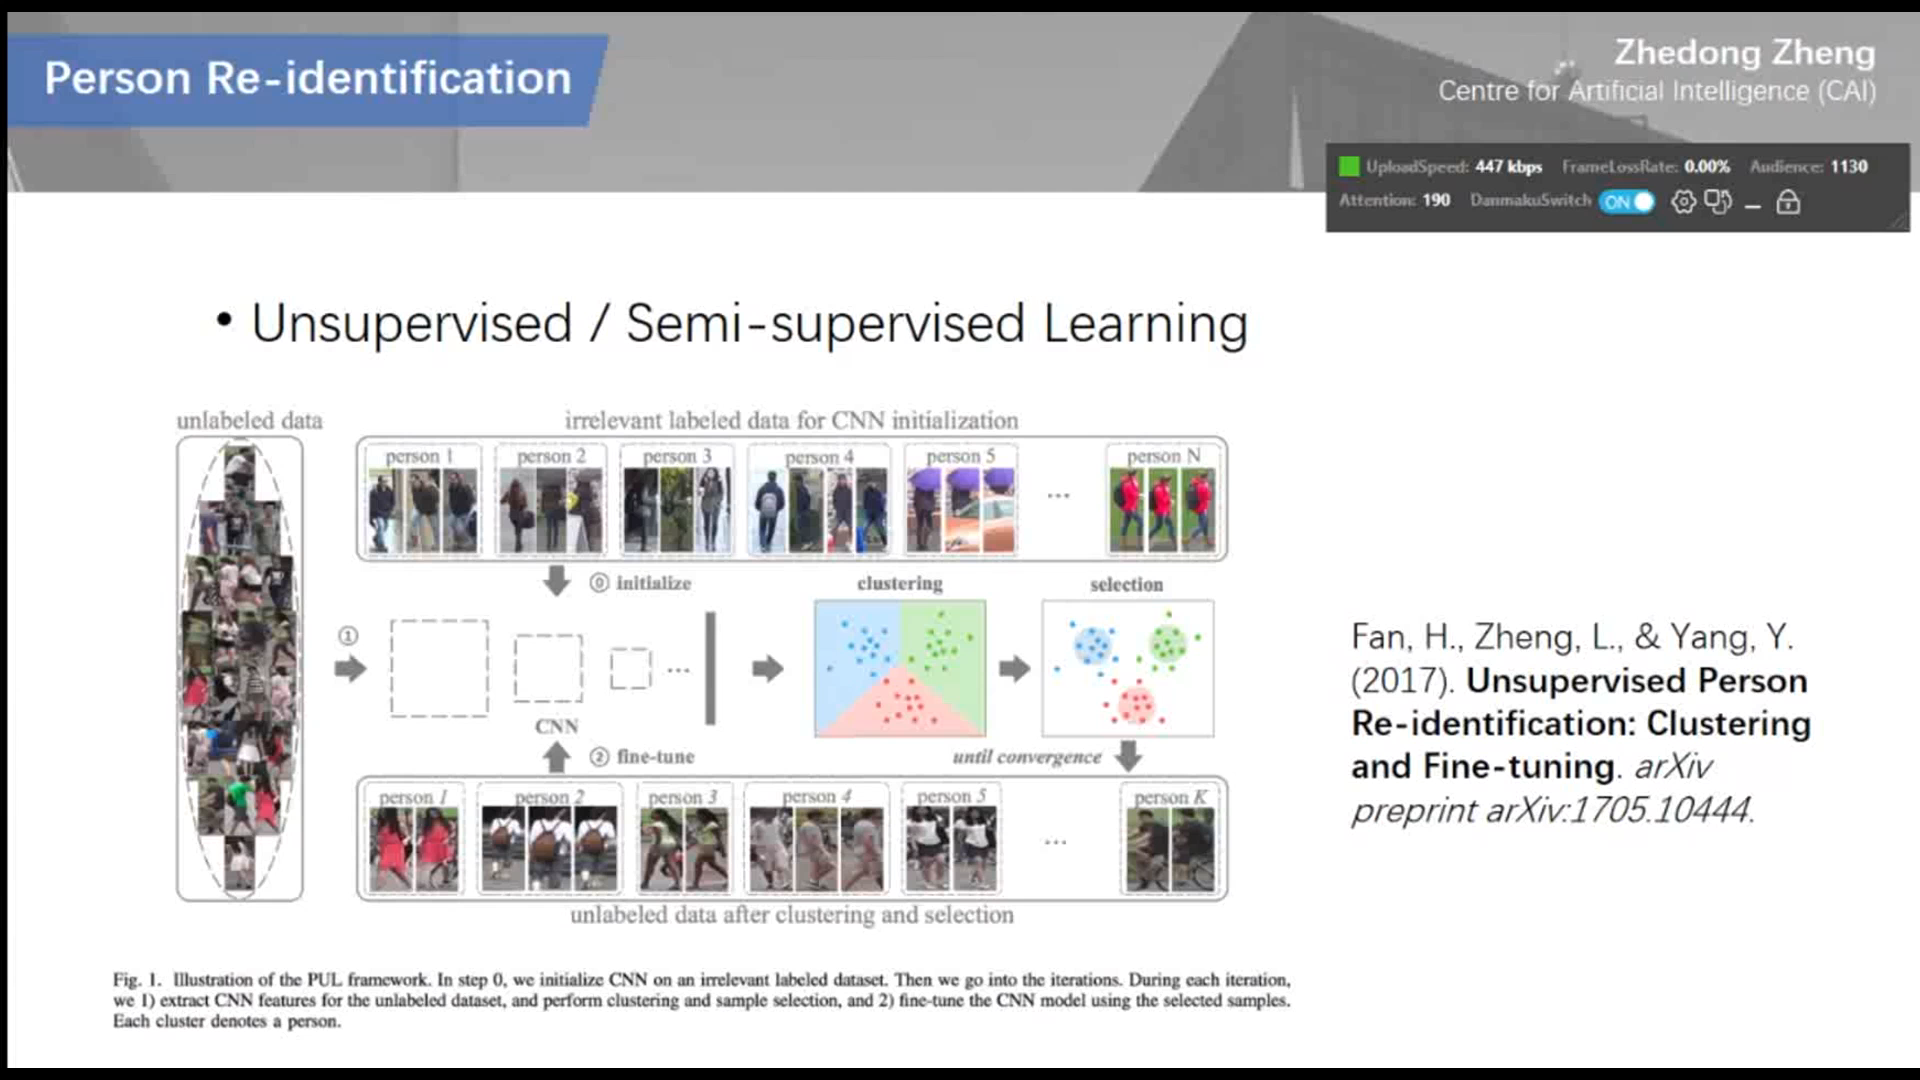 Person Re-identification
Zhedong Zheng
Centre for Artificial Intelligence (CAI)
UploadSpeed: 447 kbps FrameLossRate: 0.00% Audience: 1130
Attention: 190 DanmakuSwitch ON
• Unsupervised / Semi-supervised Learning
unlabeled data
irrelevant labeled data for CNN initialization
person 1 person 2 person 3 person 4 person 5 ... person N
⓪ initialize
clustering
selection
①
...
CNN
② fine-tune
until convergence
person 1 person 2 person 3 person 4 person 5 ... person K
unlabeled data after clustering and selection
Fan, H., Zheng, L., & Yang, Y.
(2017). Unsupervised Person
Re-identification: Clustering
and Fine-tuning. arXiv
preprint arXiv:1705.10444.
Fig. 1. Illustration of the PUL framework. In step 0, we initialize CNN on an irrelevant labeled dataset. Then we go into the iterations. During each iteration,
we 1) extract CNN features for the unlabeled dataset, and perform clustering and sample selection, and 2) fine-tune the CNN model using the selected samples.
Each cluster denotes a person.